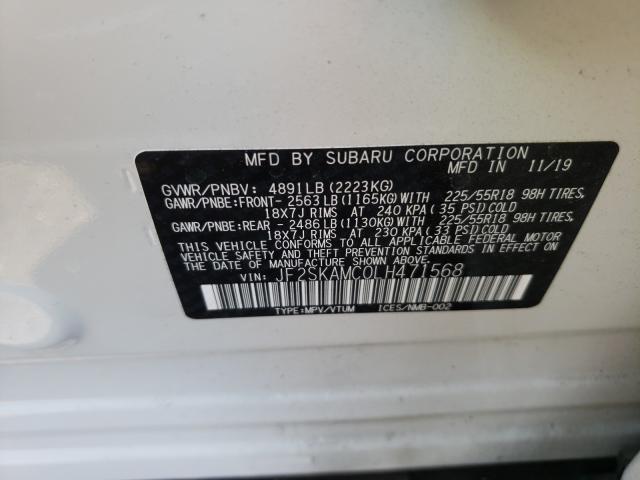 MFD BY SUBARU CORPORATION MFD IN 11/19
GVWR/PNBV: 4891LB (2223KG)
GAWR/PNBE:FRONT- 2563LB (1165KG)WITH 225/55R18 98H TIRES,
18X7J RIMS AT 240 KPA (35 PSI)COLD
GAWR/PNBE:REAR - 2486LB (1130KG)WITH 225/55R18 98H TIRES,
18X7J RIMS AT 230 KPA (33 PSI)COLD
THIS VEHICLE CONFORMS TO ALL APPLICABLE FEDERAL MOTOR
VEHICLE SAFETY AND THEFT PREVENTION STANDARDS IN EFFECT ON
THE DATE OF MANUFACTURE SHOWN ABOVE.
VIN: JF2SKAMC0LH471568
TYPE:MPV/VTUM ICES/NMB-002